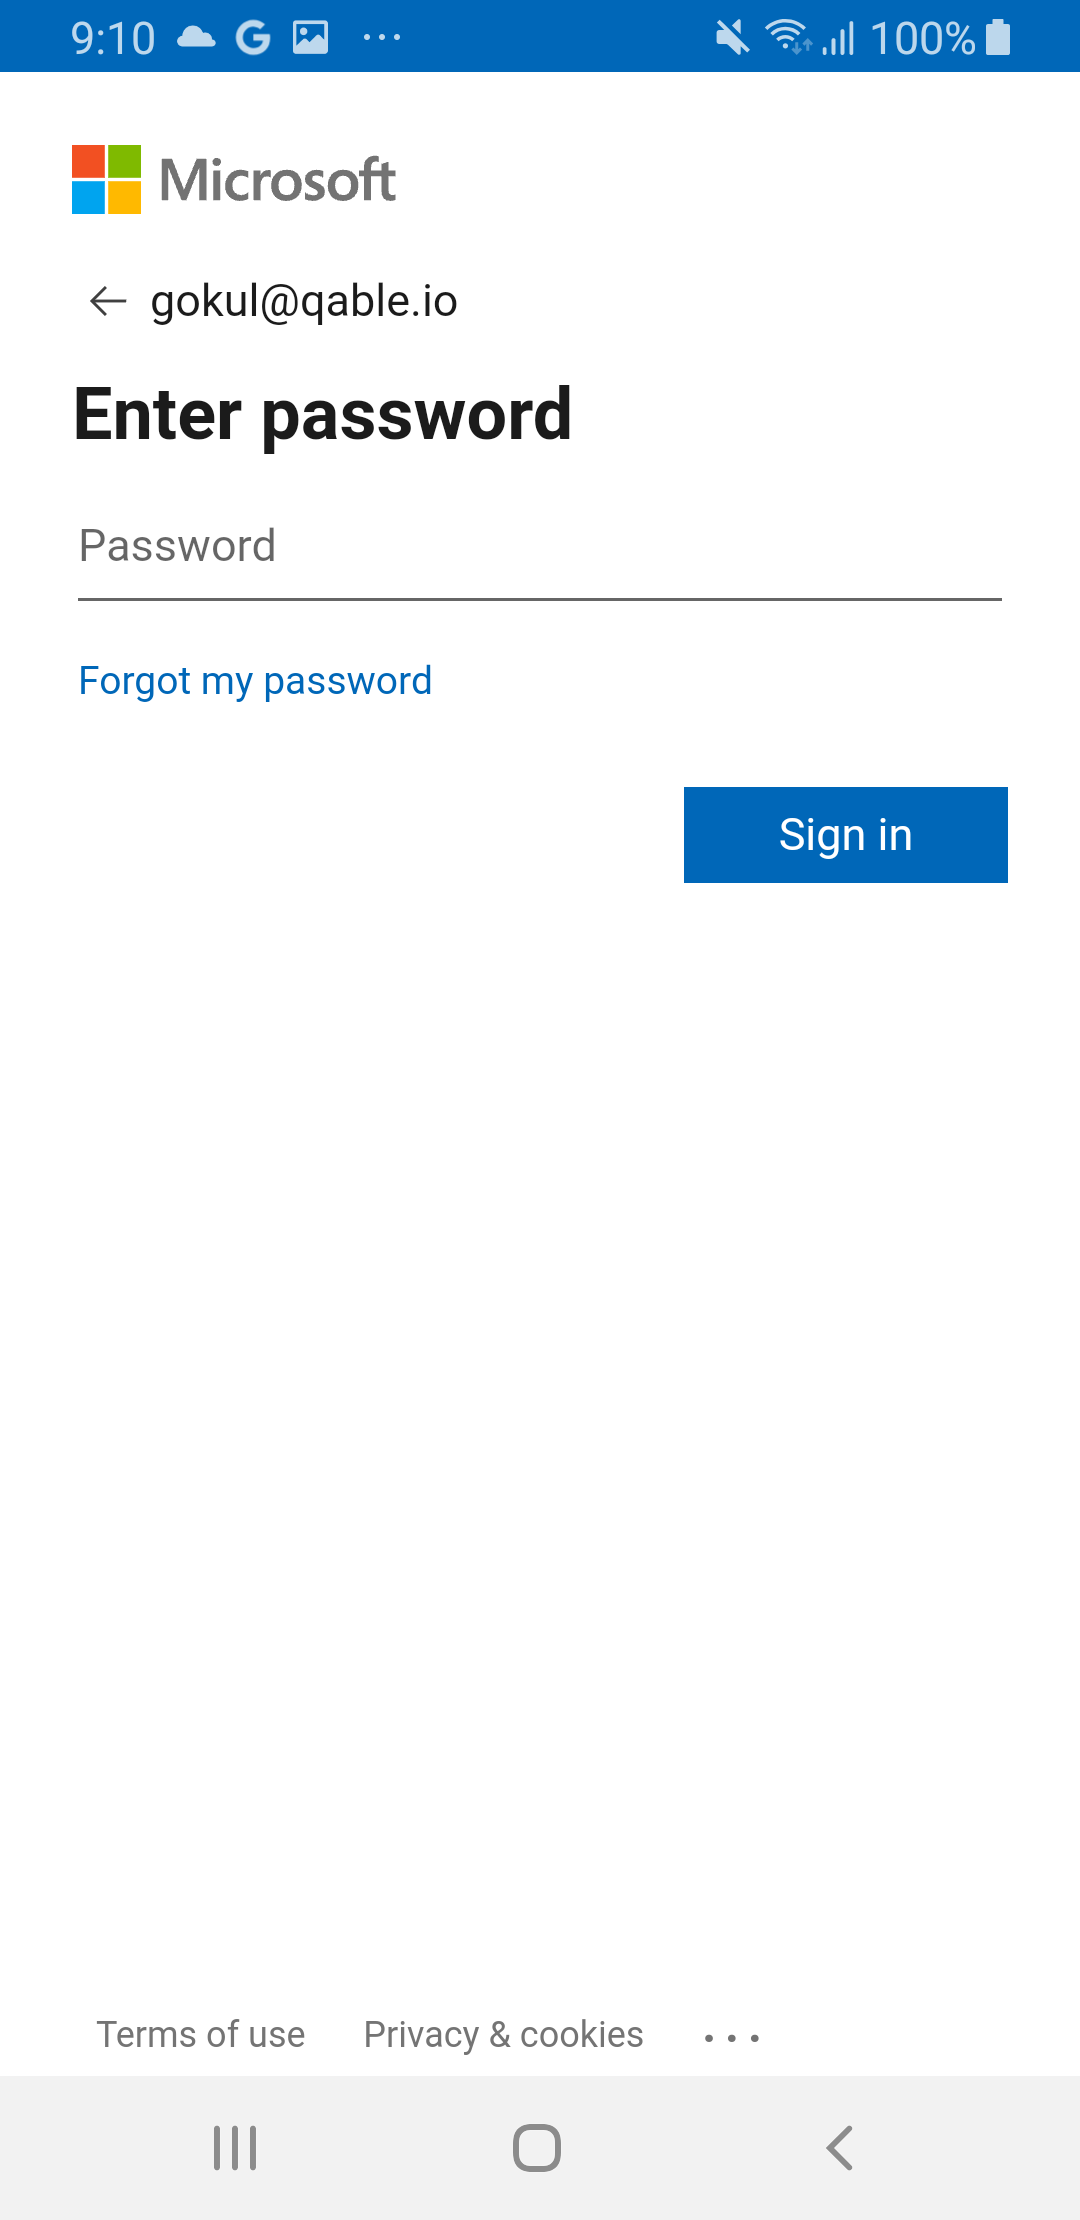 9:10 100%
Microsoft
gokul@qable.io
Enter password
Password
Forgot my password
Sign in
Terms of use Privacy & cookies ...